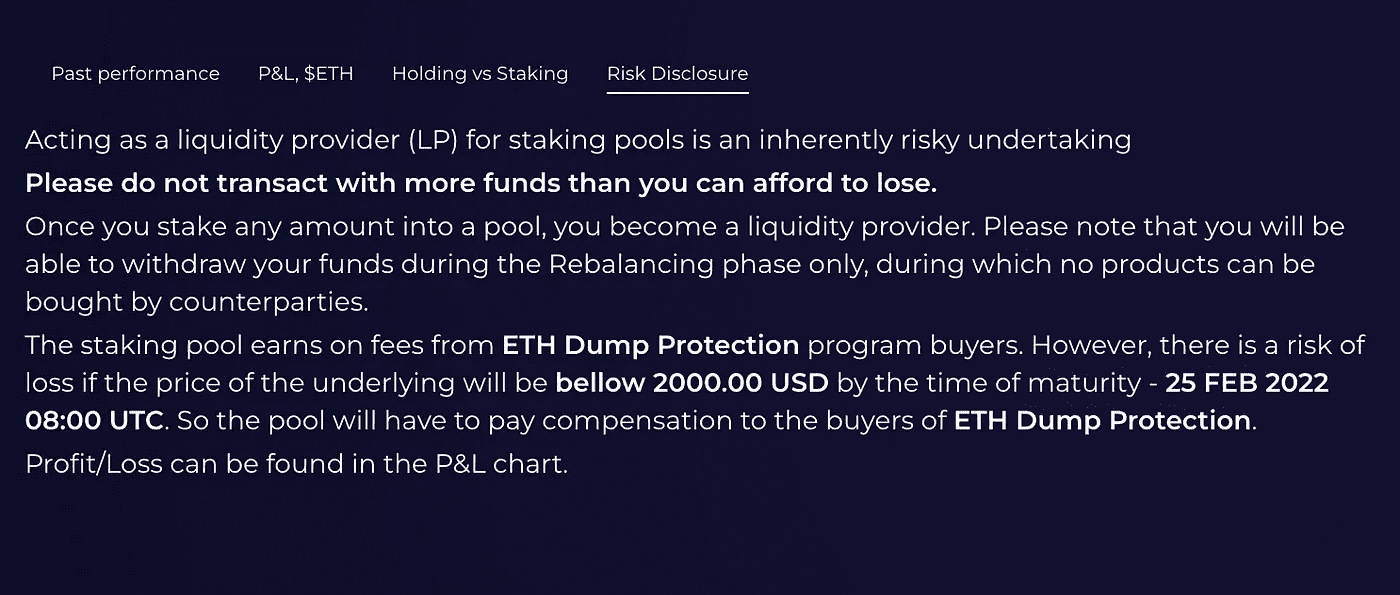 Past performance P&L, $ETH Holding vs Staking Risk Disclosure
Acting as a liquidity provider (LP) for staking pools is an inherently risky undertaking
Please do not transact with more funds than you can afford to lose.
Once you stake any amount into a pool, you become a liquidity provider. Please note that you will be
able to withdraw your funds during the Rebalancing phase only, during which no products can be
bought by counterparties.
The staking pool earns on fees from ETH Dump Protection program buyers. However, there is a risk of
loss if the price of the underlying will be bellow 2000.00 USD by the time of maturity - 25 FEB 2022
08:00 UTC. So the pool will have to pay compensation to the buyers of ETH Dump Protection.
Profit/Loss can be found in the P&L chart.